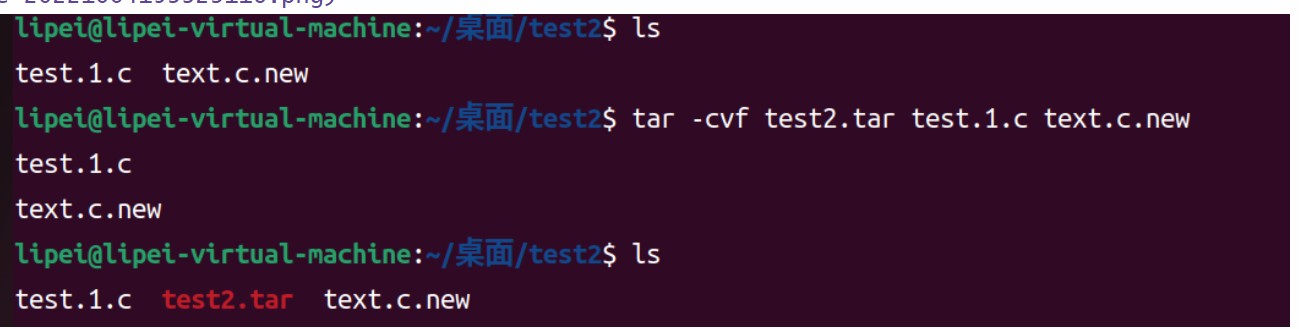 lipei@lipei-virtual-machine:~/桌面/test2$ ls
test.1.c  text.c.new
lipei@lipei-virtual-machine:~/桌面/test2$ tar -cvf test2.tar test.1.c text.c.new
test.1.c
text.c.new
lipei@lipei-virtual-machine:~/桌面/test2$ ls
test.1.c  test2.tar  text.c.new